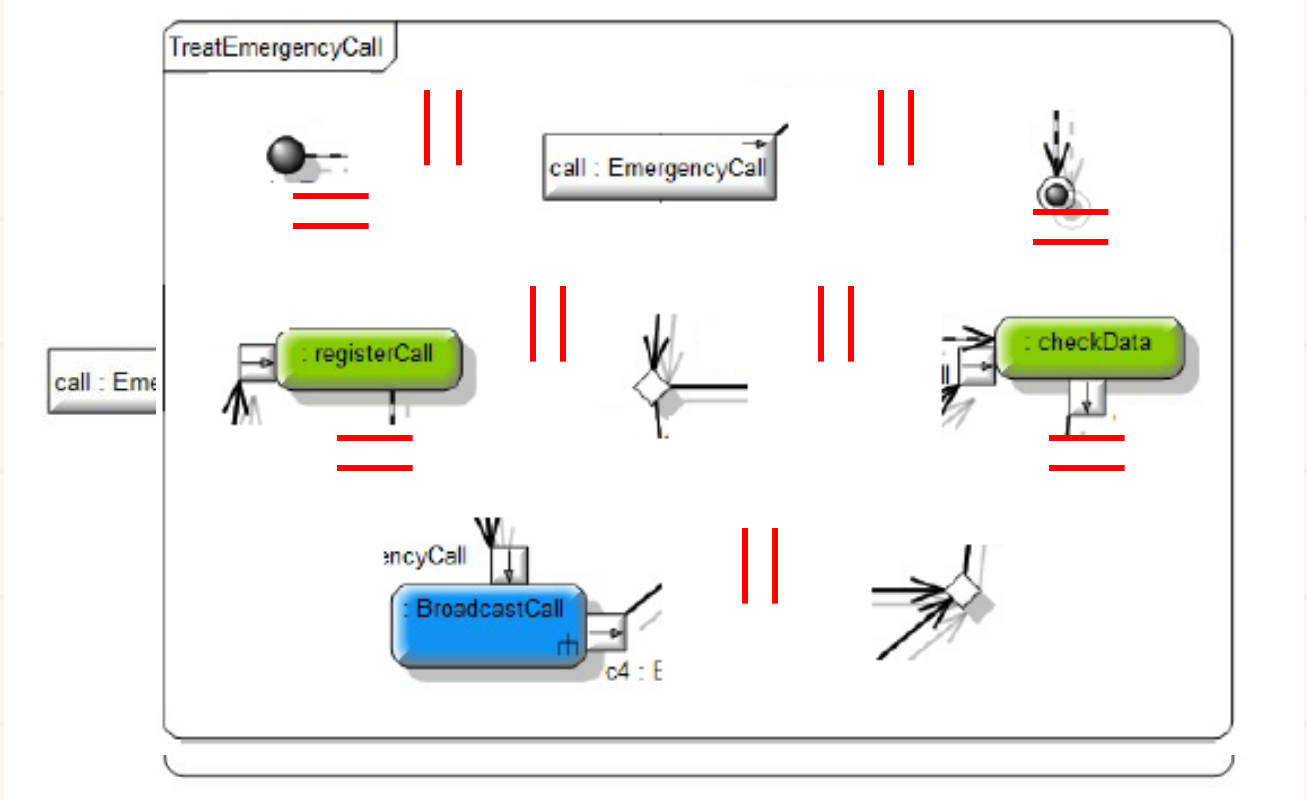 TreatEmergencyCall
call : EmergencyCall
: registerCall
: checkData
call : Eme
encyCall
: BroadcastCall
c4 : E